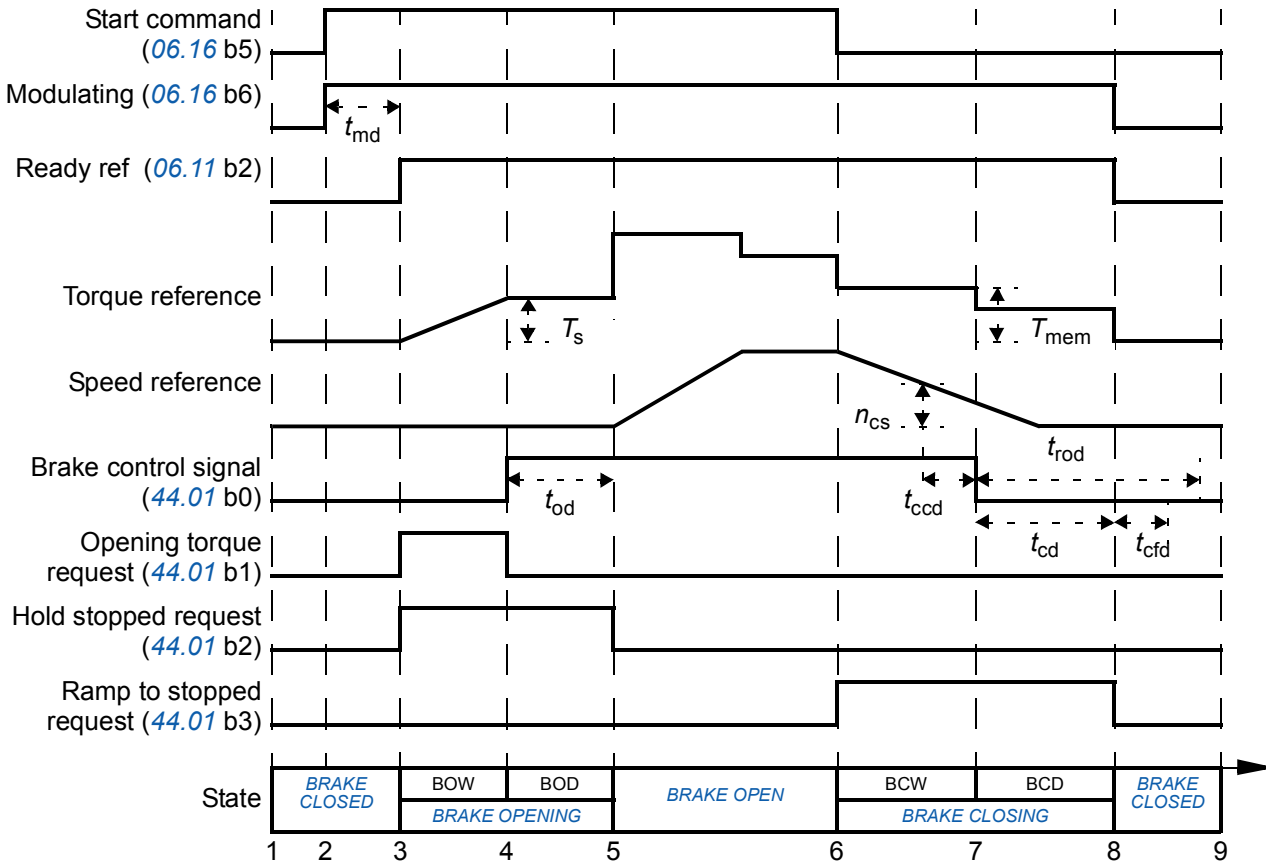 Start command
(06.16 b5)
Modulating (06.16 b6)
tmd
Ready ref (06.11 b2)
Torque reference
Ts
Tmem
Speed reference
ncs
trod
Brake control signal
(44.01 b0)
tod
tccd
tcd
tcfd
Opening torque
request (44.01 b1)
Hold stopped request
(44.01 b2)
Ramp to stopped
request (44.01 b3)
State
BRAKE
CLOSED
BOW
BOD
BRAKE OPENING
BRAKE OPEN
BCW
BCD
BRAKE CLOSING
BRAKE
CLOSED
1 2 3 4 5 6 7 8 9